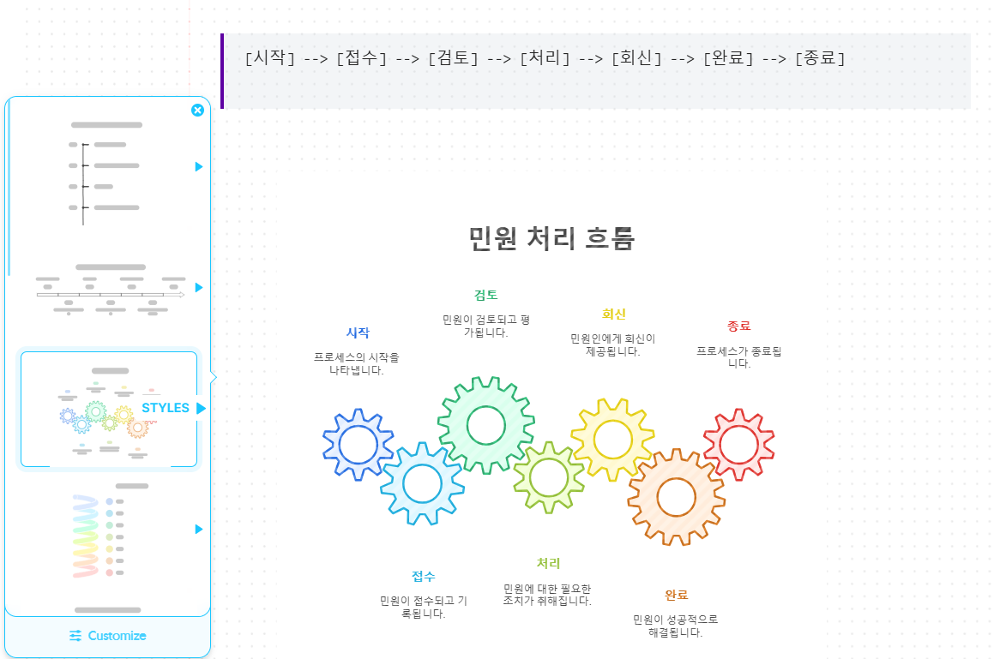 [시작] --> [접수] --> [검토] --> [처리] --> [회신] --> [완료] --> [종료]
민원 처리 흐름
시작
프로세스의 시작을
나타냅니다.
검토
민원이 검토되고 평
가됩니다.
회신
민원인에게 회신이
제공됩니다.
종료
프로세스가 종료됩
니다.
접수
민원이 접수되고 기
록됩니다.
처리
민원에 대한 필요한
조치가 취해집니다.
완료
민원이 성공적으로
해결됩니다.
STYLES
Customize